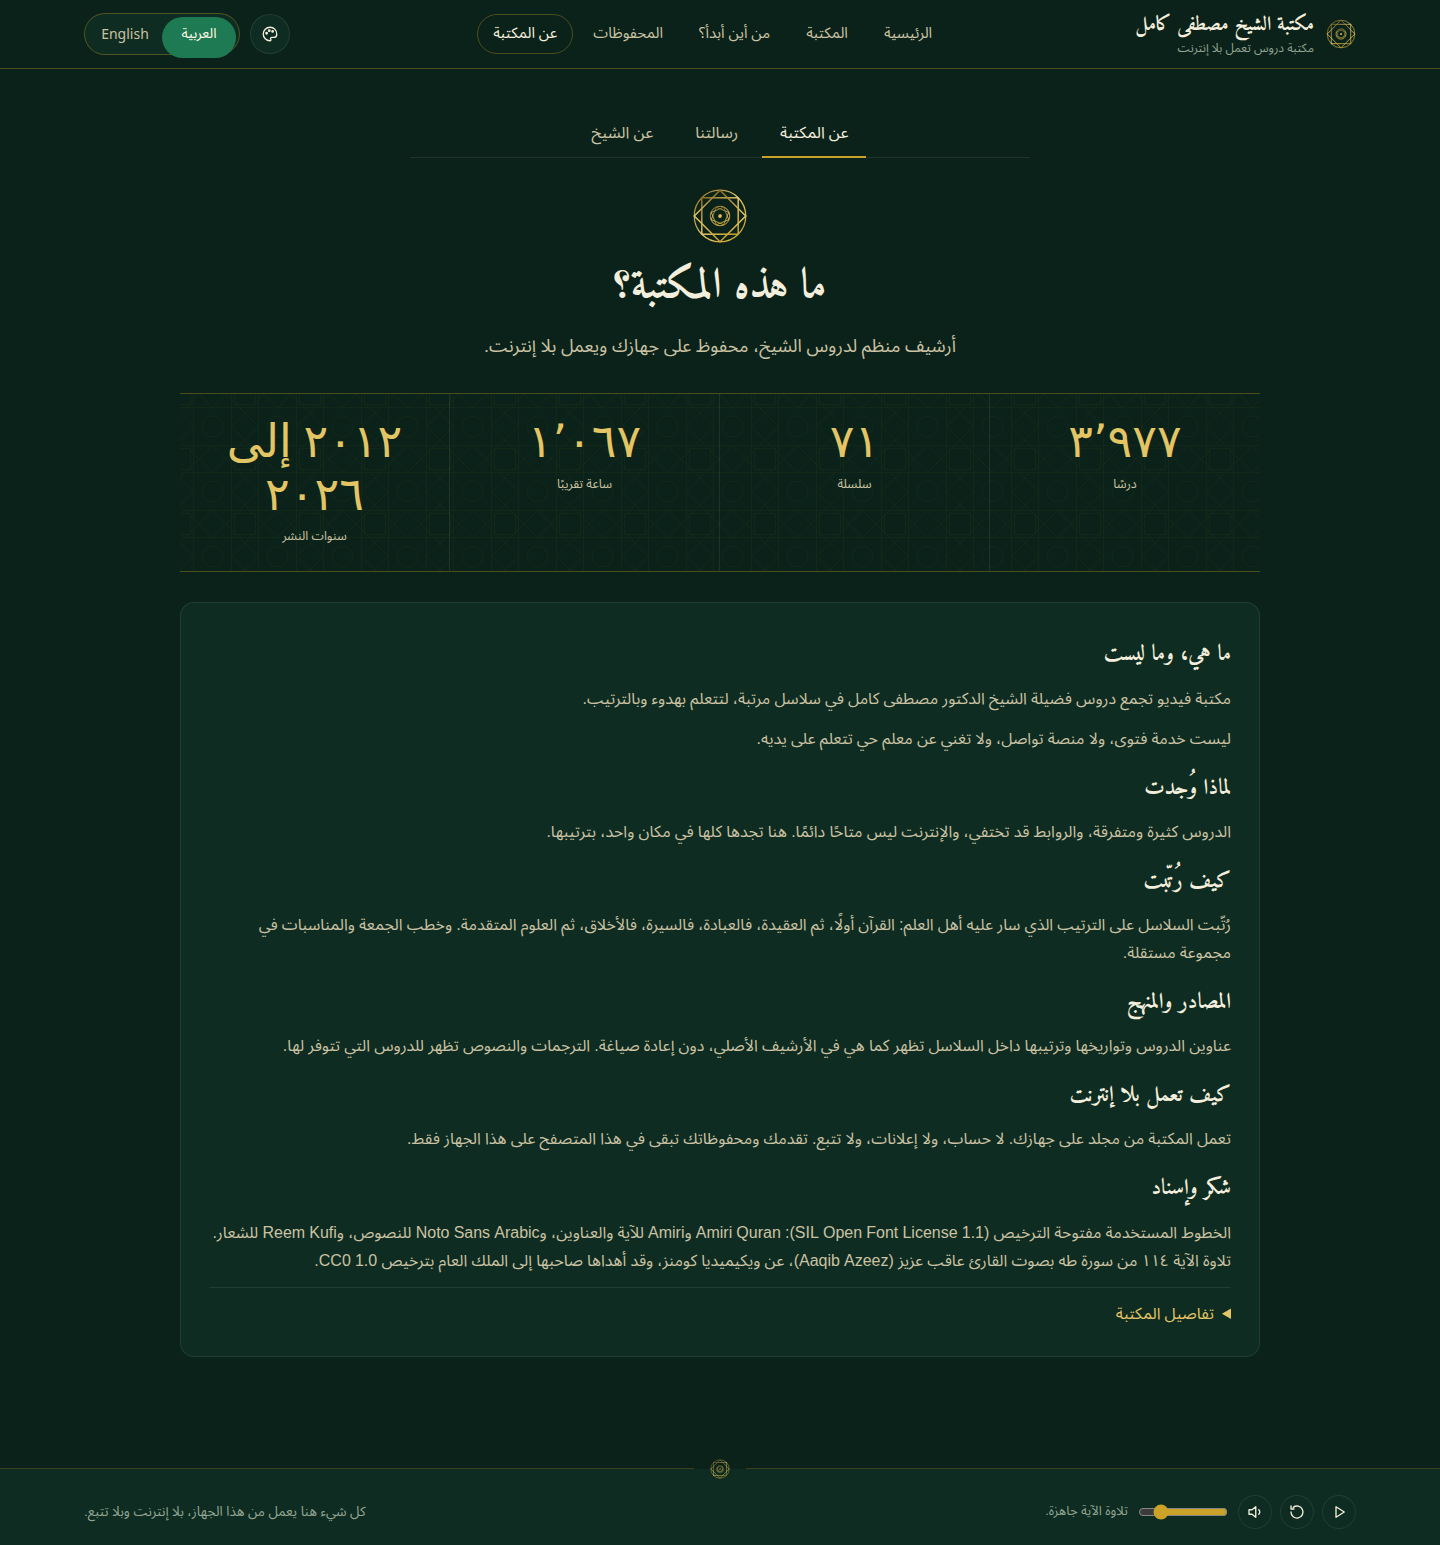 مكتبة الشيخ مصطفى كامل
مكتبة دروس تعمل بلا إنترنت
الرئيسية
المكتبة
من أين أبدأ؟
المحفوظات
عن المكتبة
العربية
English
عن المكتبة
رسالتنا
عن الشيخ
ما هذه المكتبة؟
أرشيف منظم لدروس الشيخ، محفوظ على جهازك ويعمل بلا إنترنت.
٣٬٩٧٧
درسًا
٧١
سلسلة
١٬٠٦٧
ساعة تقريبًا
٢٠١٢ إلى
٢٠٢٦
سنوات النشر
ما هي، وما ليست
مكتبة فيديو تجمع دروس فضيلة الشيخ الدكتور مصطفى كامل في سلاسل مرتبة، لتتعلم بهدوء وبالترتيب.
ليست خدمة فتوى، ولا منصة تواصل، ولا تغني عن معلم حي تتعلم على يديه.
لماذا وُجدت
الدروس كثيرة ومتفرقة، والروابط قد تختفي، والإنترنت ليس متاحًا دائمًا. هنا تجدها كلها في مكان واحد، بترتيبها.
كيف رُتّبت
رُتّبت السلاسل على الترتيب الذي سار عليه أهل العلم: القرآن أولًا، ثم العقيدة، فالعبادة، فالسيرة، فالأخلاق، ثم العلوم المتقدمة. وخطب الجمعة والمناسبات في
مجموعة مستقلة.
المصادر والمنهج
عناوين الدروس وتواريخها وترتيبها داخل السلاسل تظهر كما هي في الأرشيف الأصلي، دون إعادة صياغة. الترجمات والنصوص تظهر للدروس التي تتوفر لها.
كيف تعمل بلا إنترنت
تعمل المكتبة من مجلد على جهازك. لا حساب، ولا إعلانات، ولا تتبع. تقدمك ومحفوظاتك تبقى في هذا المتصفح على هذا الجهاز فقط.
شكر وإسناد
الخطوط المستخدمة مفتوحة الترخيص (SIL Open Font License 1.1): Amiri Quran وAmiri للآية والعناوين، وNoto Sans Arabic للنصوص، وReem Kufi للشعار.
تلاوة الآية ١١٤ من سورة طه بصوت القارئ عاقب عزيز (Aaqib Azeez)، عن ويكيميديا كومنز، وقد أهداها صاحبها إلى الملك العام بترخيص CC0 1.0.
تفاصيل المكتبة
تلاوة الآية جاهزة.
كل شيء هنا يعمل من هذا الجهاز، بلا إنترنت وبلا تتبع.